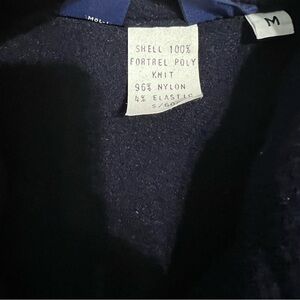 M
SHELL 100%
FORTREL POLY
KNIT
96% NYLON
4% ELASTIC